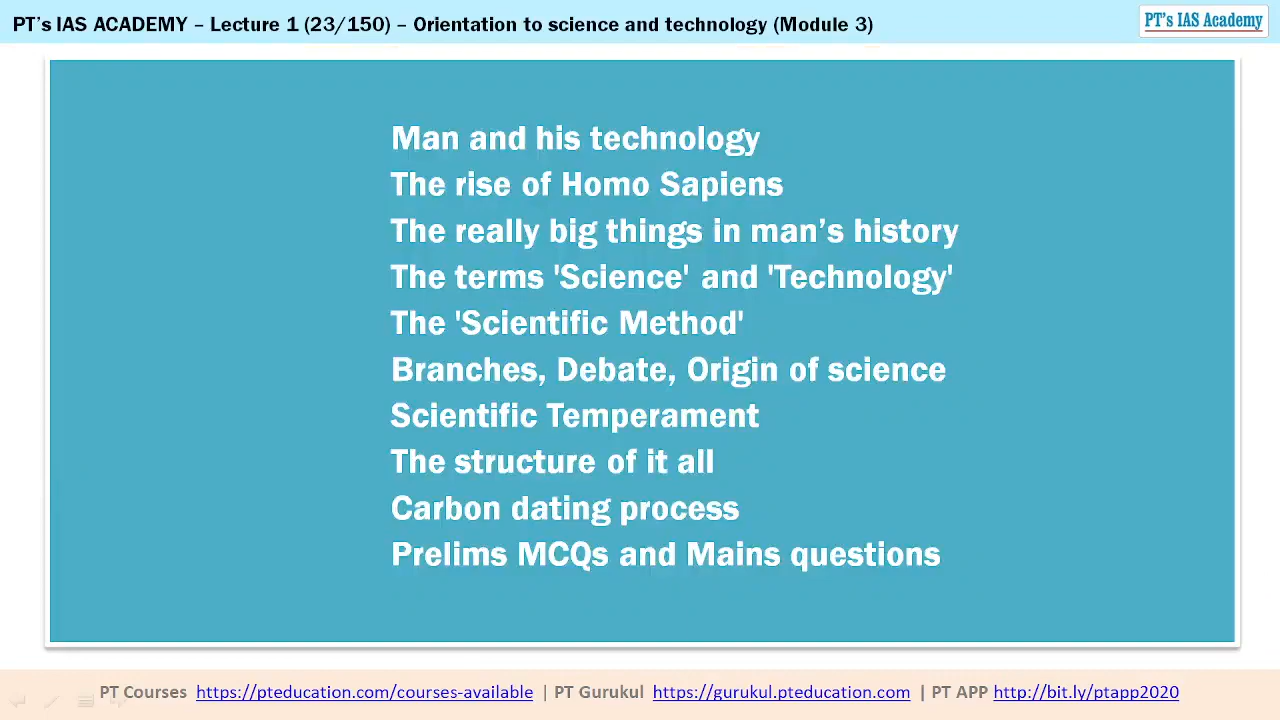 PT's IAS ACADEMY – Lecture 1 (23/150) – Orientation to science and technology (Module 3)
PT's IAS Academy
Man and his technology
The rise of Homo Sapiens
The really big things in man’s history
The terms 'Science' and 'Technology'
The 'Scientific Method'
Branches, Debate, Origin of science
Scientific Temperament
The structure of it all
Carbon dating process
Prelims MCQs and Mains questions
PT Courses https://pteducation.com/courses-available | PT Gurukul https://gurukul.pteducation.com | PT APP http://bit.ly/ptapp2020